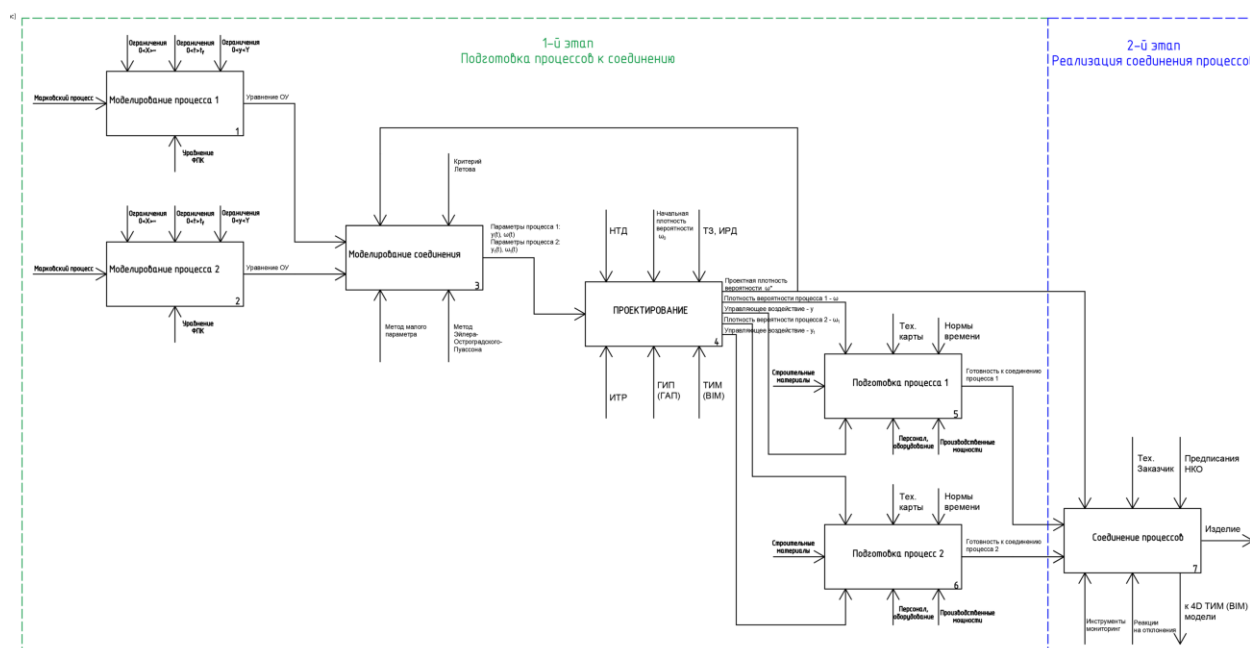 1-й этап
Подготовка процессов к соединению
2-й этап
Реализация соединения процессов
Ограничения
Ограничения
Ограничения
0<y<Y
Марковский процесс
Моделирование процесса 1
1
Уравнение ОУ
Уравнение
ФПК
Ограничения
Ограничения
Ограничения
0<y<Y
Марковский процесс
Моделирование процесса 2
2
Уравнение ОУ
Уравнение
ФПК
Критерий
Летова
Моделирование соединения
3
Метод малого
параметра
Метод
Эйлера-
Остроградского-
Пуассона
Параметры процесса 1:
y(t), ω(t)
Параметры процесса 2:
y₁(t), ω₁(t)
НТД
Начальная
плотность
вероятности
ω₀
ТЗ, ИРД
ПРОЕКТИРОВАНИЕ
4
ИТР
ГИП
(ГАП)
ТИМ
(BIM)
Проектная плотность
вероятности ω*
Плотность вероятности процесса 1 - ω
Управляющее воздействие - y
Плотность вероятности процесса 2 - ω₁
Управляющее воздействие - y₁
Тех.
карты
Нормы
времени
Строительные
материалы
Подготовка процесса 1
5
Готовность к соединению
процесса 1
Персонал,
оборудование
Производственные
мощности
Тех.
карты
Нормы
времени
Строительные
материалы
Подготовка процесс 2
6
Готовность к соединению
процесса 2
Персонал,
оборудование
Производственные
мощности
Тех.
Заказчик
Предписания
НКО
Соединение процессов
7
Изделие
Инструменты
мониторинг
Реакции
на отклонения
к 4D ТИМ (BIM)
модели